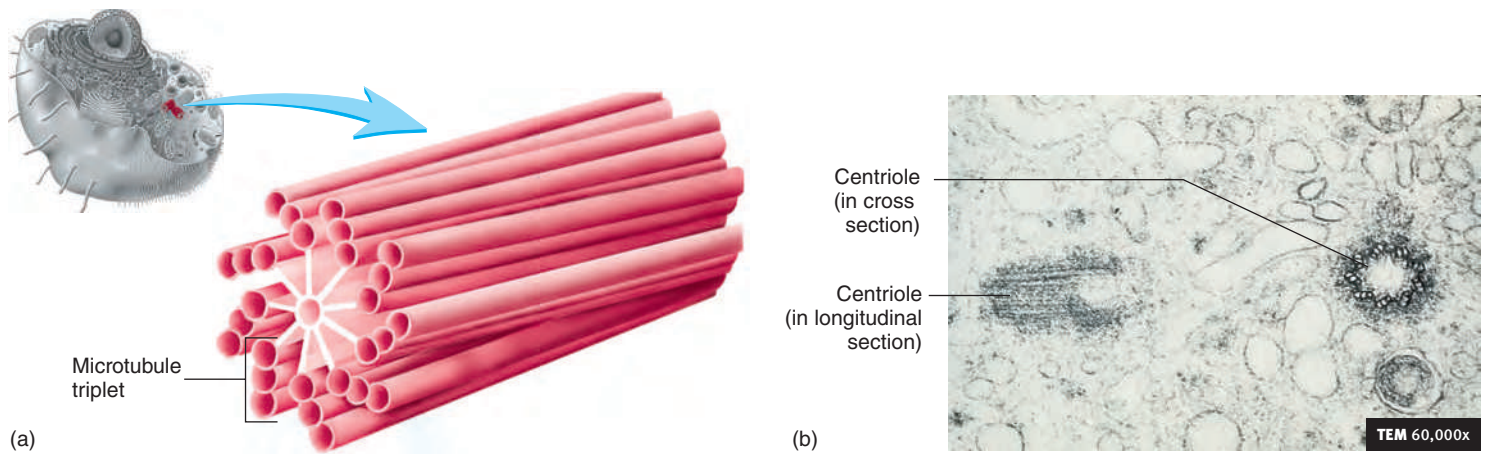 Microtubule
triplet
(a)
Centriole
(in cross
section)
Centriole
(in longitudinal
section)
(b)
TEM 60,000x